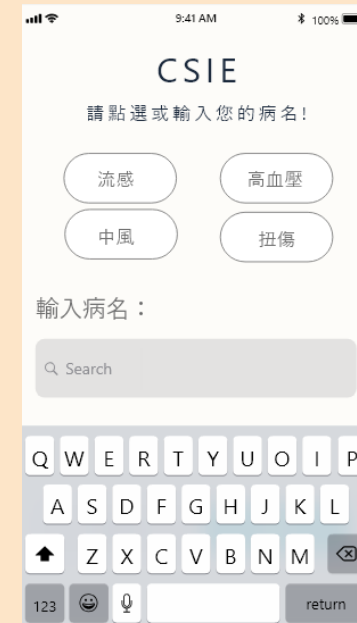 9:41 AM 100%
CSIE
請點選或輸入您的病名!
流感 高血壓
中風 扭傷
輸入病名：
Search
Q W E R T Y U O I P
A S D F G H J K L
Z X C V B N M
123 return